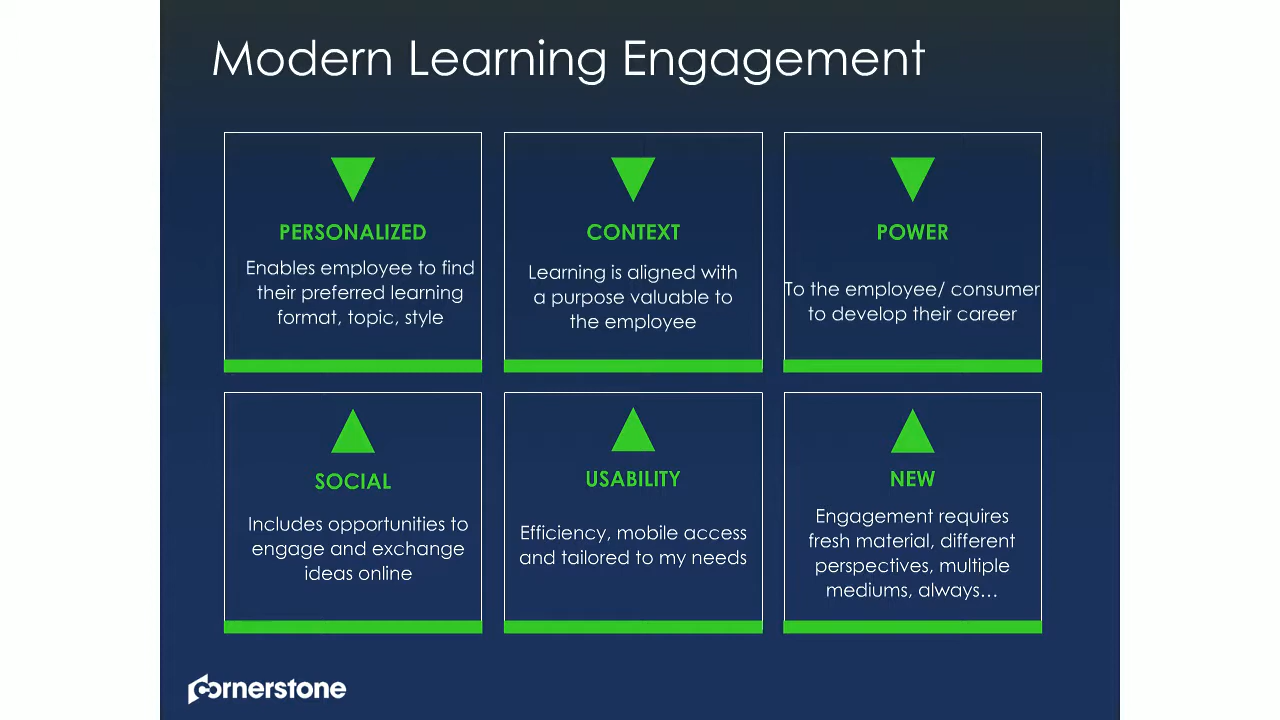 Modern Learning Engagement
PERSONALIZED
Enables employee to find
their preferred learning
format, topic, style
CONTEXT
Learning is aligned with
a purpose valuable to
the employee
POWER
To the employee/ consumer
to develop their career
SOCIAL
Includes opportunities to
engage and exchange
ideas online
USABILITY
Efficiency, mobile access
and tailored to my needs
NEW
Engagement requires
fresh material, different
perspectives, multiple
mediums, always…
cornerstone